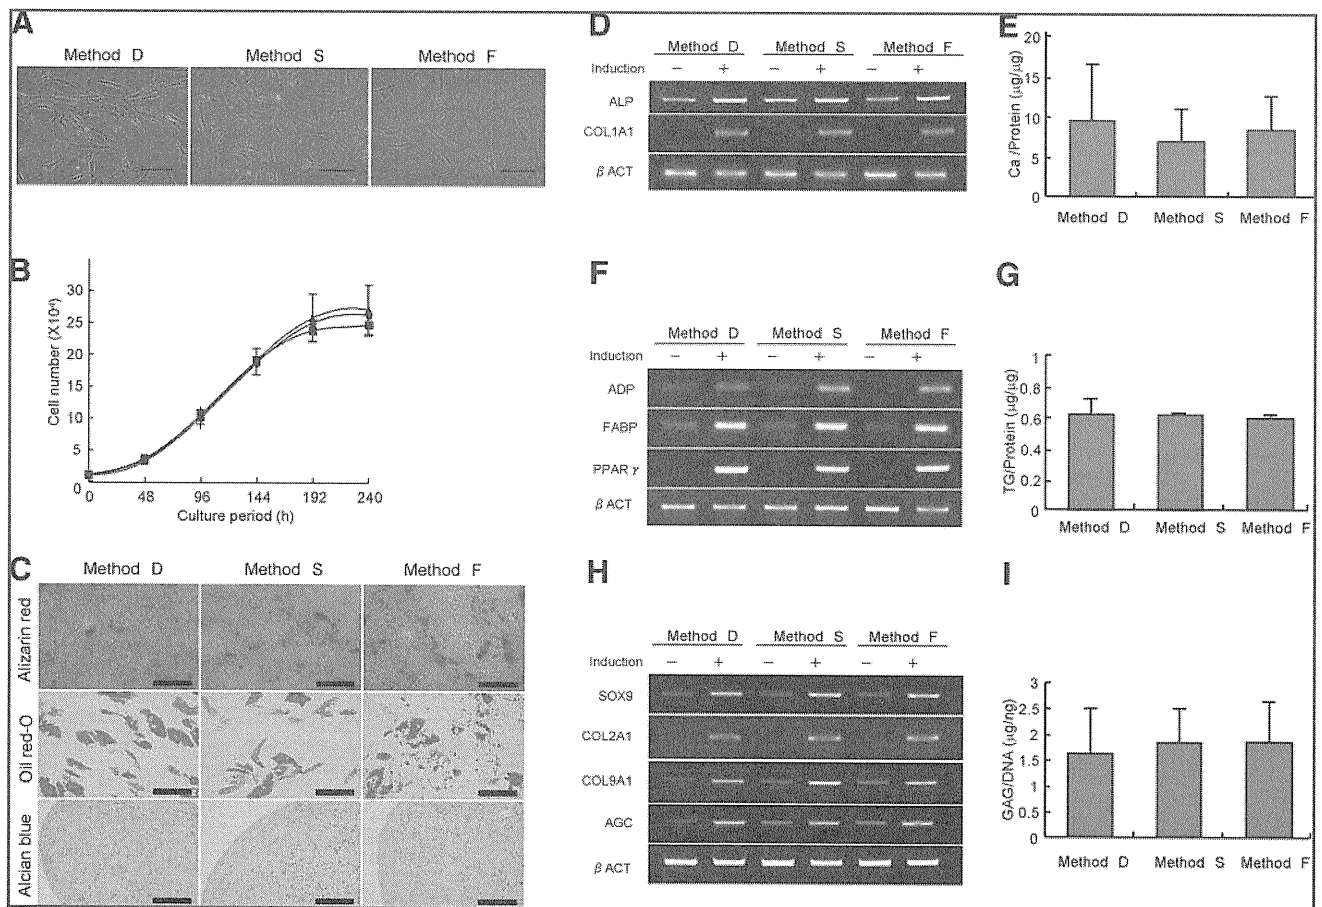 A
Method D Method S Method F
B
Cell number (X10⁴)
30
25
20
15
10
5
0
0 48 96 144 192 240
Culture period (h)
C
Method D Method S Method F
Alizarin red
Oil red-O
Alcian blue
D
Method D Method S Method F
Induction − + − + − +
ALP
COL1A1
β ACT
E
Ca/Protein (μg/μg)
20
15
10
5
0
Method D Method S Method F
F
Method D Method S Method F
Induction − + − + − +
ADP
FABP
PPAR γ
β ACT
G
TG/Protein (μg/μg)
1
0.8
0.6
0.4
0.2
0
Method D Method S Method F
H
Method D Method S Method F
Induction − + − + − +
SOX9
COL2A1
COL9A1
AGC
β ACT
I
GAG/DNA (μg/ng)
3
2.5
2
1.5
1
0.5
0
Method D Method S Method F